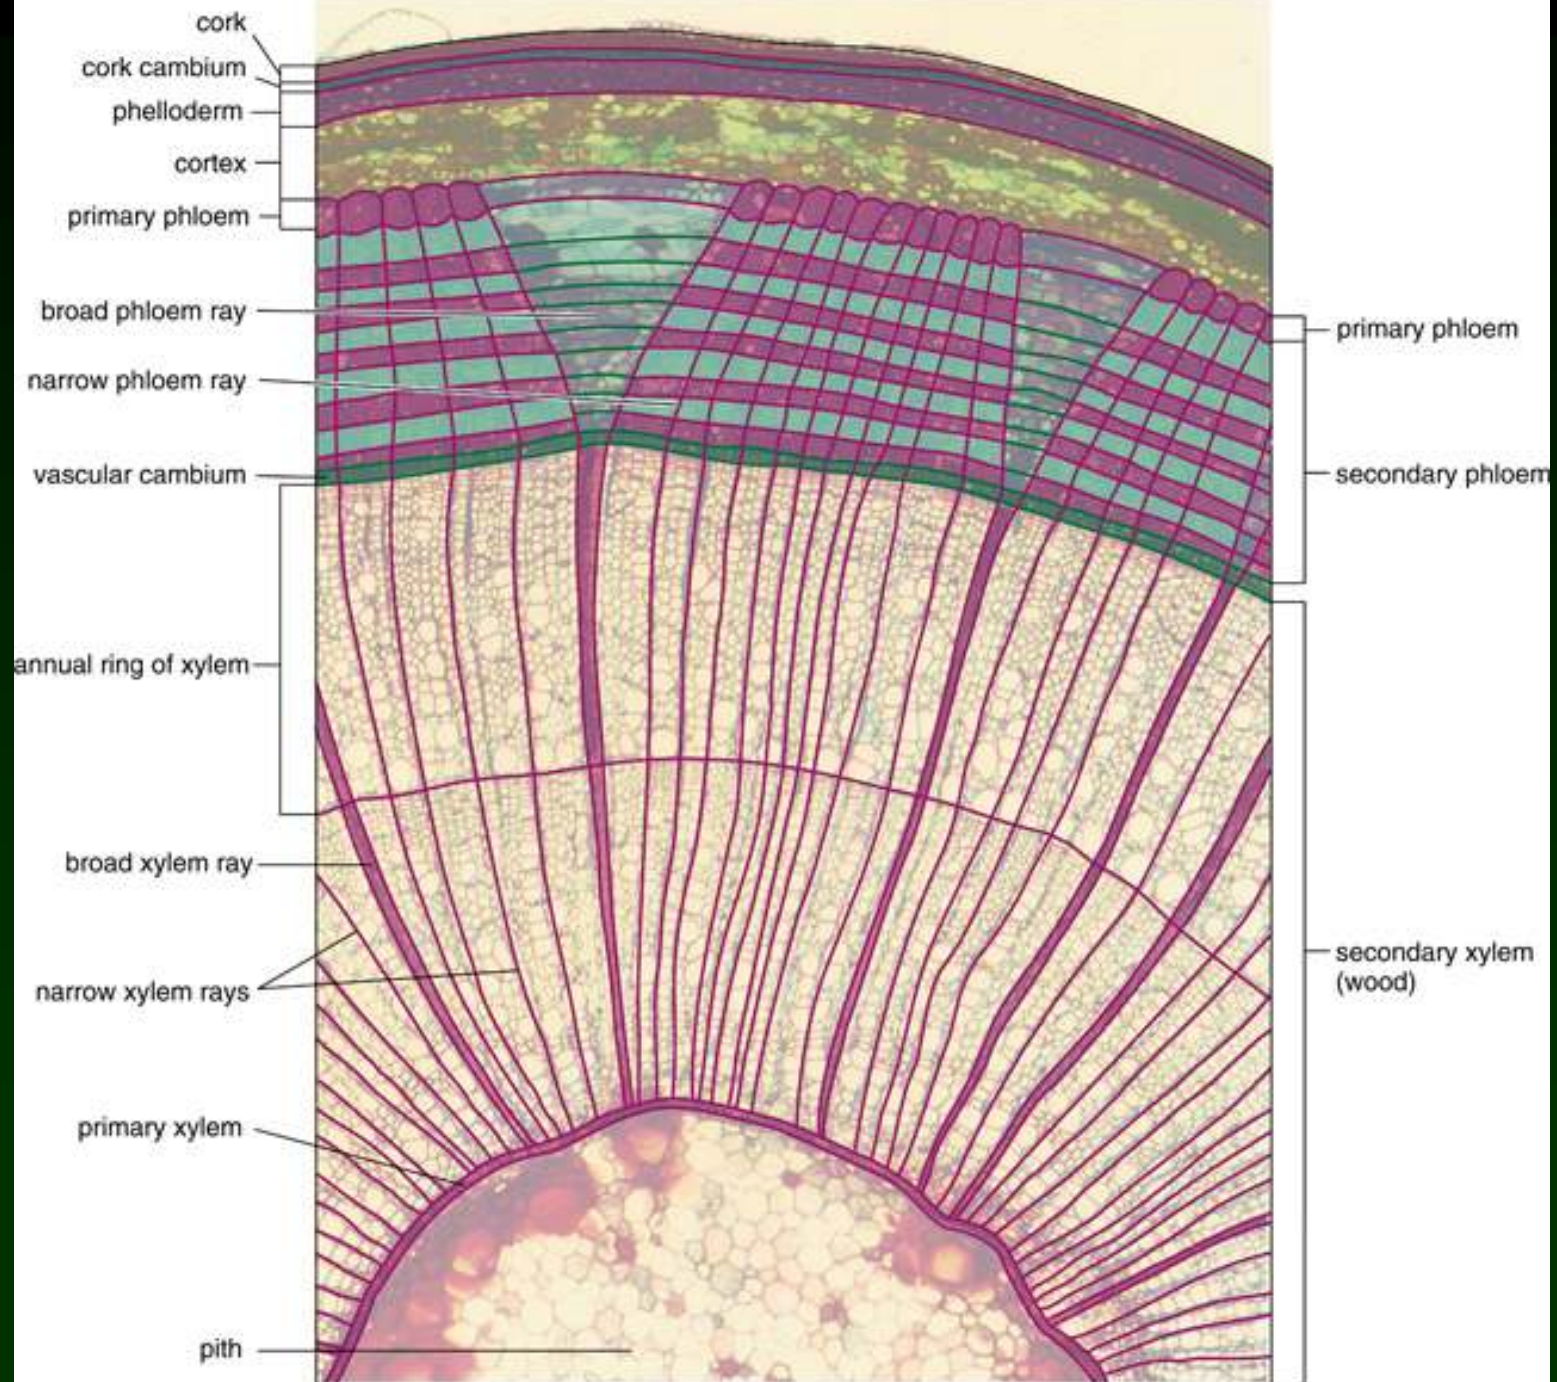 cork
cork cambium
phelloderm
cortex
primary phloem
broad phloem ray
narrow phloem ray
vascular cambium
annual ring of xylem
broad xylem ray
narrow xylem rays
primary xylem
pith
primary phloem
secondary phloem
secondary xylem
(wood)